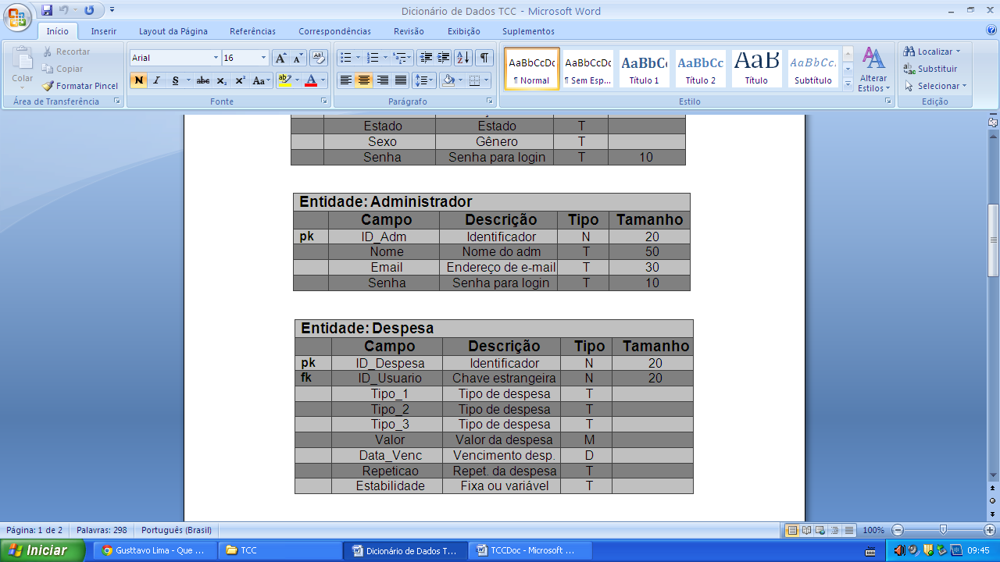 Dicionário de Dados TCC - Microsoft Word
Início Inserir Layout da Página Referências Correspondências Revisão Exibição Suplementos
Colar
Recortar
Copiar
Formatar Pincel
Área de Transferência
Arial 16
N I S abc x₂ x² Aa ab A
Fonte
Parágrafo
AaBbCcDc AaBbCcDc AaBbC AaBbCc AaB AaBbCc.
¶ Normal ¶ Sem Esp... Título 1 Título 2 Título Subtítulo
Alterar
Estilos
Estilo
Localizar
Substituir
Selecionar
Edição
Estado Estado T
Sexo Gênero T
Senha Senha para login T 10
Entidade: Administrador
Campo Descrição Tipo Tamanho
pk ID_Adm Identificador N 20
Nome Nome do adm T 50
Email Endereço de e-mail T 30
Senha Senha para login T 10
Entidade: Despesa
Campo Descrição Tipo Tamanho
pk ID_Despesa Identificador N 20
fk ID_Usuario Chave estrangeira N 20
Tipo_1 Tipo de despesa T
Tipo_2 Tipo de despesa T
Tipo_3 Tipo de despesa T
Valor Valor da despesa M
Data_Venc Vencimento desp. D
Repeticao Repet. da despesa T
Estabilidade Fixa ou variável T
Página: 1 de 2 Palavras: 298 Português (Brasil) 100%
Iniciar Gusttavo Lima - Que ... TCC Dicionário de Dados T... TCCDoc - Microsoft ... 09:45